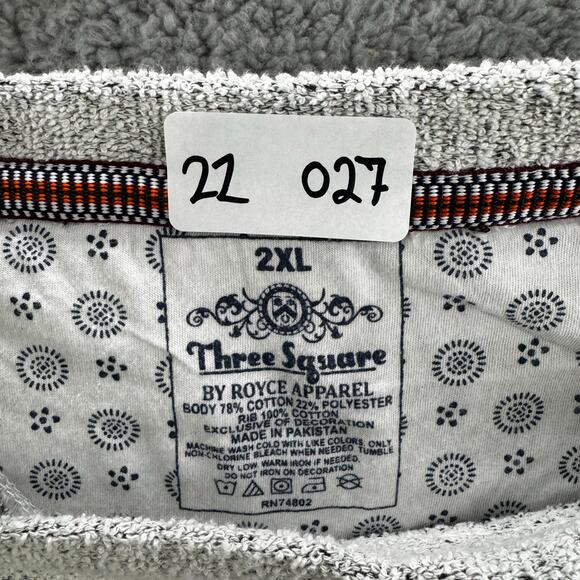 22 027
2XL
Three Square
BY ROYCE APPAREL
BODY 78% COTTON 22% POLYESTER
RIB 100% COTTON
EXCLUSIVE OF DECORATION
MADE IN PAKISTAN
MACHINE WASH COLD WITH LIKE COLORS, ONLY
NON-CHLORINE BLEACH WHEN NEEDED TUMBLE
DRY LOW WARM IRON IF NEEDED,
DO NOT IRON ON DECORATION
RN74802